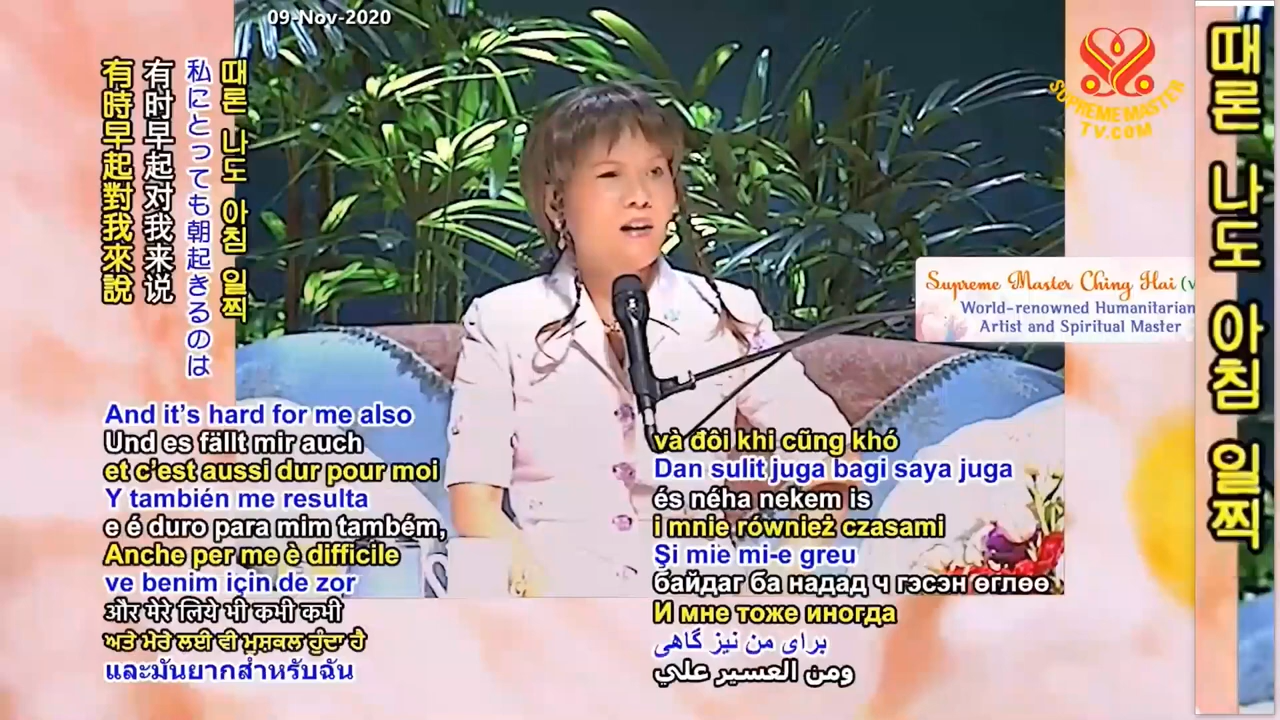 09-Nov-2020
때론 나도 아침 일찍
私にとっても朝起きるのは
有时早起对我来说
有時早起對我來說
SUPREME MASTER
TV.COM
Supreme Master Ching Hai (v
World-renowned Humanitarian
Artist and Spiritual Master
And it's hard for me also
Und es fällt mir auch
et c'est aussi dur pour moi
Y también me resulta
e é duro para mim também,
Anche per me è difficile
ve benim için de zor
और मेरे लिये भी कभी कभी
ਅਤੇ ਮੇਰੇ ਲਈ ਵੀ ਮੁਸ਼ਕਲ ਹੁੰਦਾ ਹੈ
และมันยากสำหรับฉัน
và đôi khi cũng khó
Dan sulit juga bagi saya juga
és néha nekem is
i mnie również czasami
Şi mie mi-e greu
байдаг ба надад ч гэсэн өглөө
И мне тоже иногда
برای من نیز گاهی
ومن العسير علي
때론 나도 아침 일찍